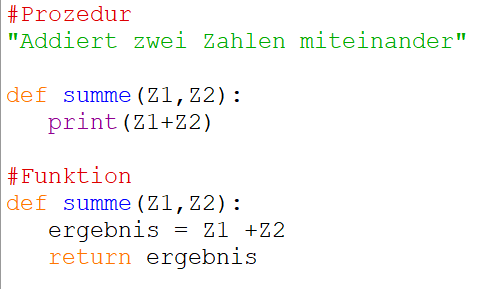 #Prozedur
"Addiert zwei Zahlen miteinander"
def summe(Z1,Z2):
print(Z1+Z2)
#Funktion
def summe(Z1,Z2):
ergebnis = Z1 +Z2
return ergebnis